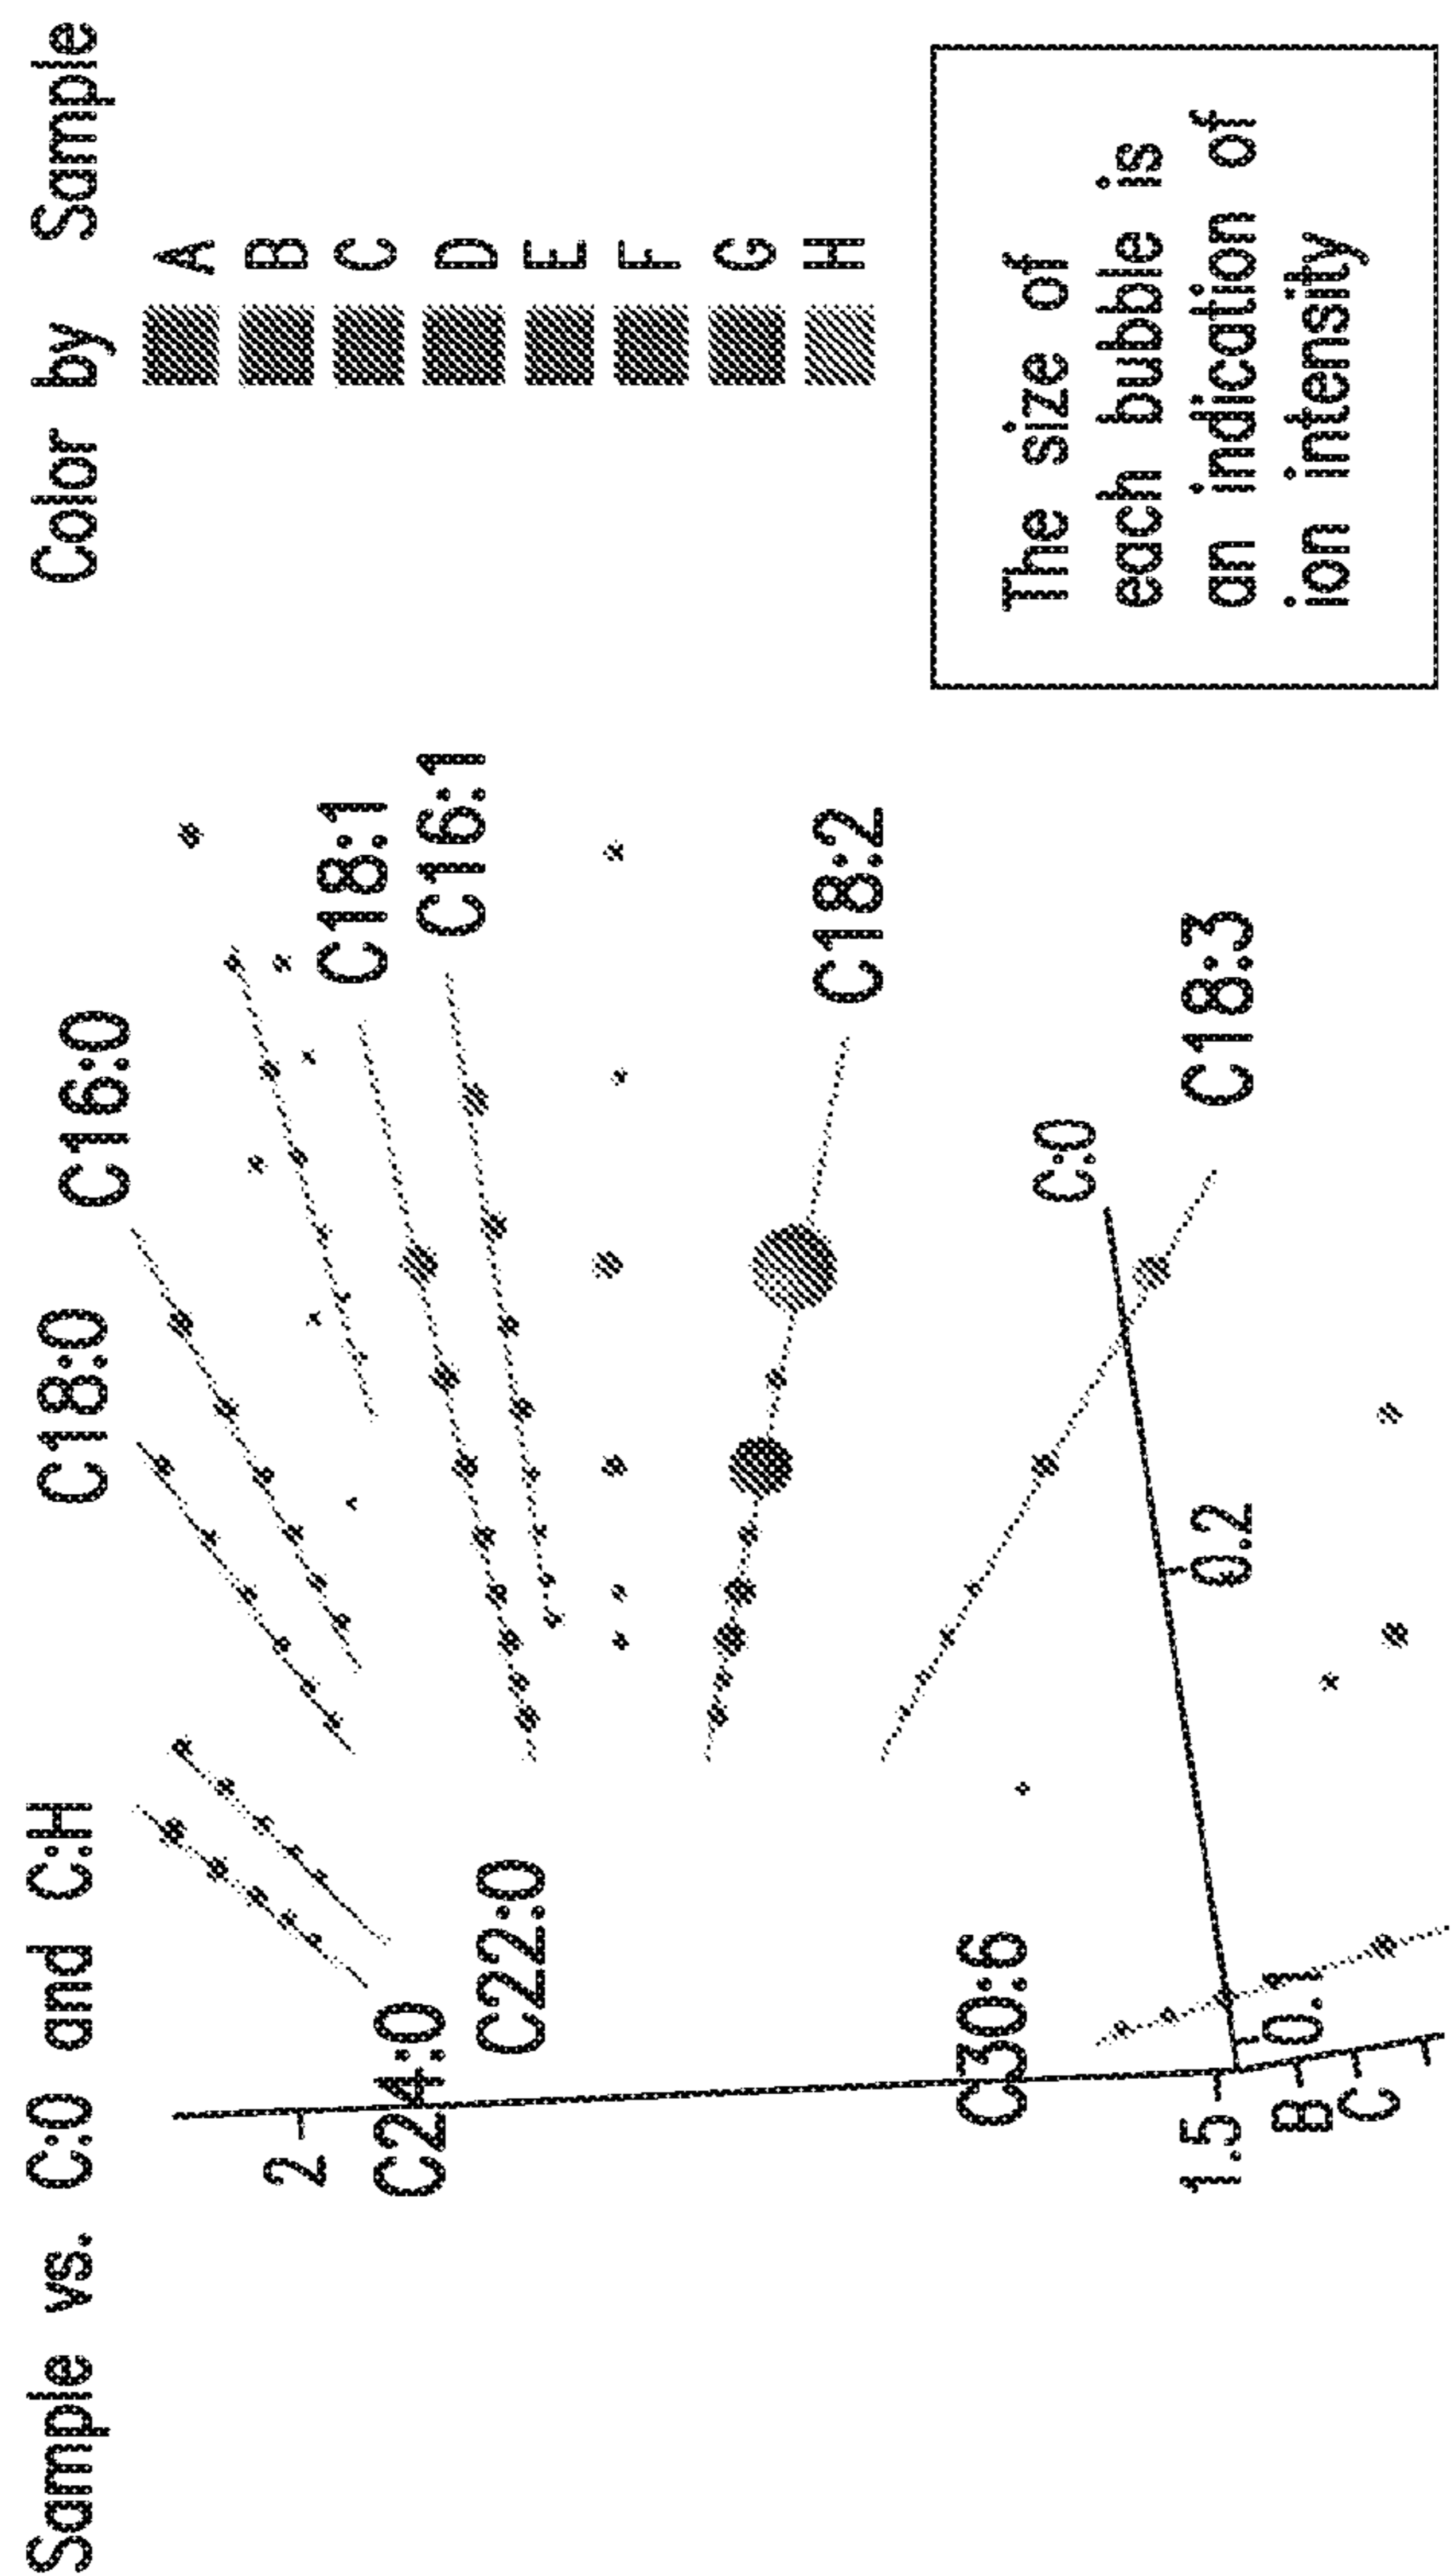 Sample vs. C:O and C:H
Color by Sample
A
B
C
D
E
F
G
H
The size of
each bubble is
an indication of
ion intensity
C18:0
C16:0
C18:1
C16:1
C18:2
C18:3
C:O
C24:0
C22:0
C30:6
2
1.5
B
C
0.1
0.2